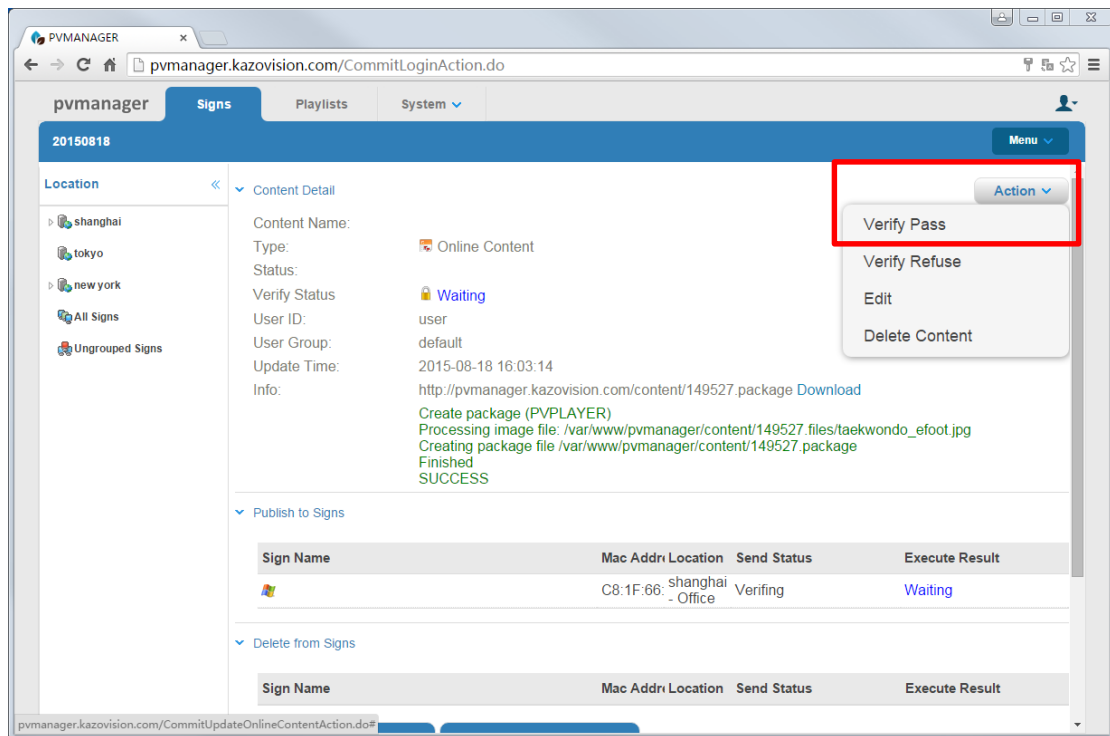 PVMANAGER
pvmanager.kazovision.com/CommitLoginAction.do
pvmanager Signs Playlists System
20150818 Menu
Location
shanghai
tokyo
new york
All Signs
Ungrouped Signs
Content Detail
Action
Verify Pass
Verify Refuse
Edit
Delete Content
Content Name:
Type: Online Content
Status:
Verify Status Waiting
User ID: user
User Group: default
Update Time: 2015-08-18 16:03:14
Info: http://pvmanager.kazovision.com/content/149527.package Download
Create package (PVPLAYER)
Processing image file: /var/www/pvmanager/content/149527.files/taekwondo_efoot.jpg
Creating package file /var/www/pvmanager/content/149527.package
Finished
SUCCESS
Publish to Signs
Sign Name Mac Addre Location Send Status Execute Result
C8:1F:66: shanghai - Office Verifing Waiting
Delete from Signs
Sign Name Mac Addre Location Send Status Execute Result
pvmanager.kazovision.com/CommitUpdateOnlineContentAction.do#